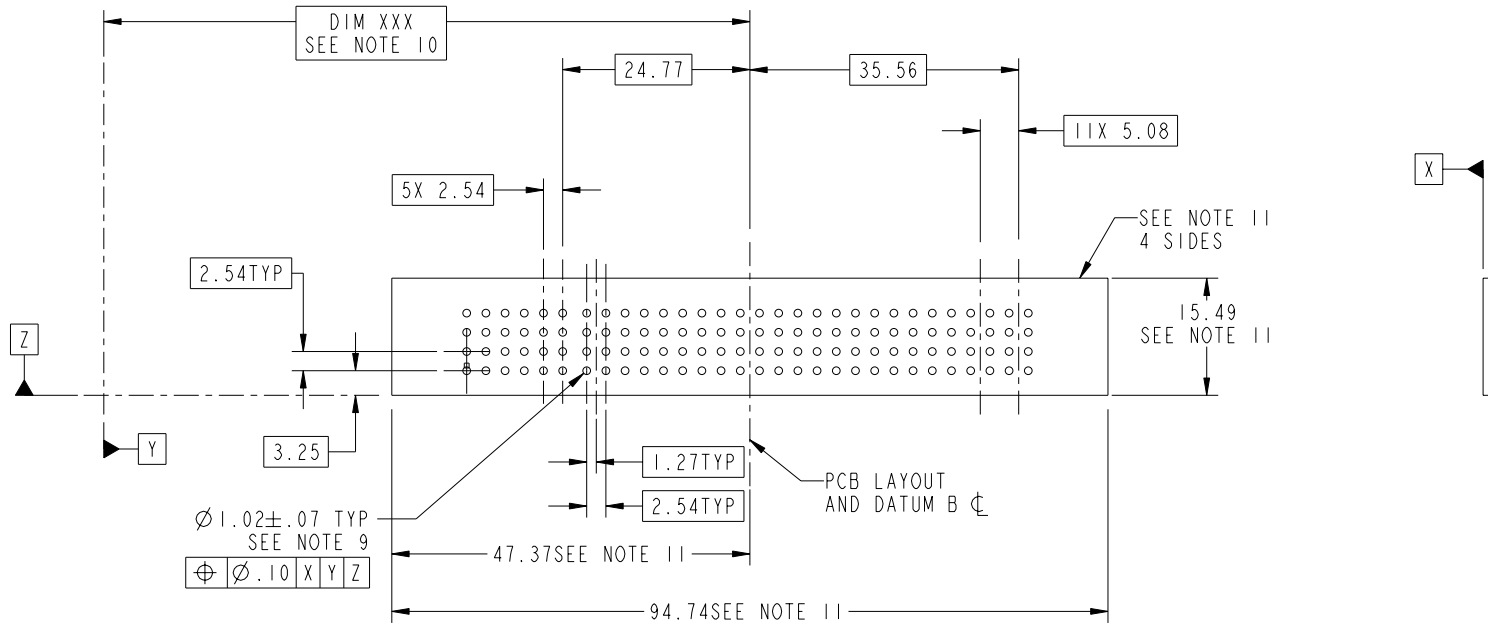 DIM XXX
SEE NOTE 10
24.77
35.56
11X 5.08
X
5X 2.54
SEE NOTE 11
4 SIDES
2.54TYP
15.49
SEE NOTE 11
Z
Y
3.25
1.27TYP
PCB LAYOUT
AND DATUM B ℄
2.54TYP
Ø1.02±.07 TYP
SEE NOTE 9
⌖ Ø.10 X Y Z
47.37SEE NOTE 11
94.74SEE NOTE 11